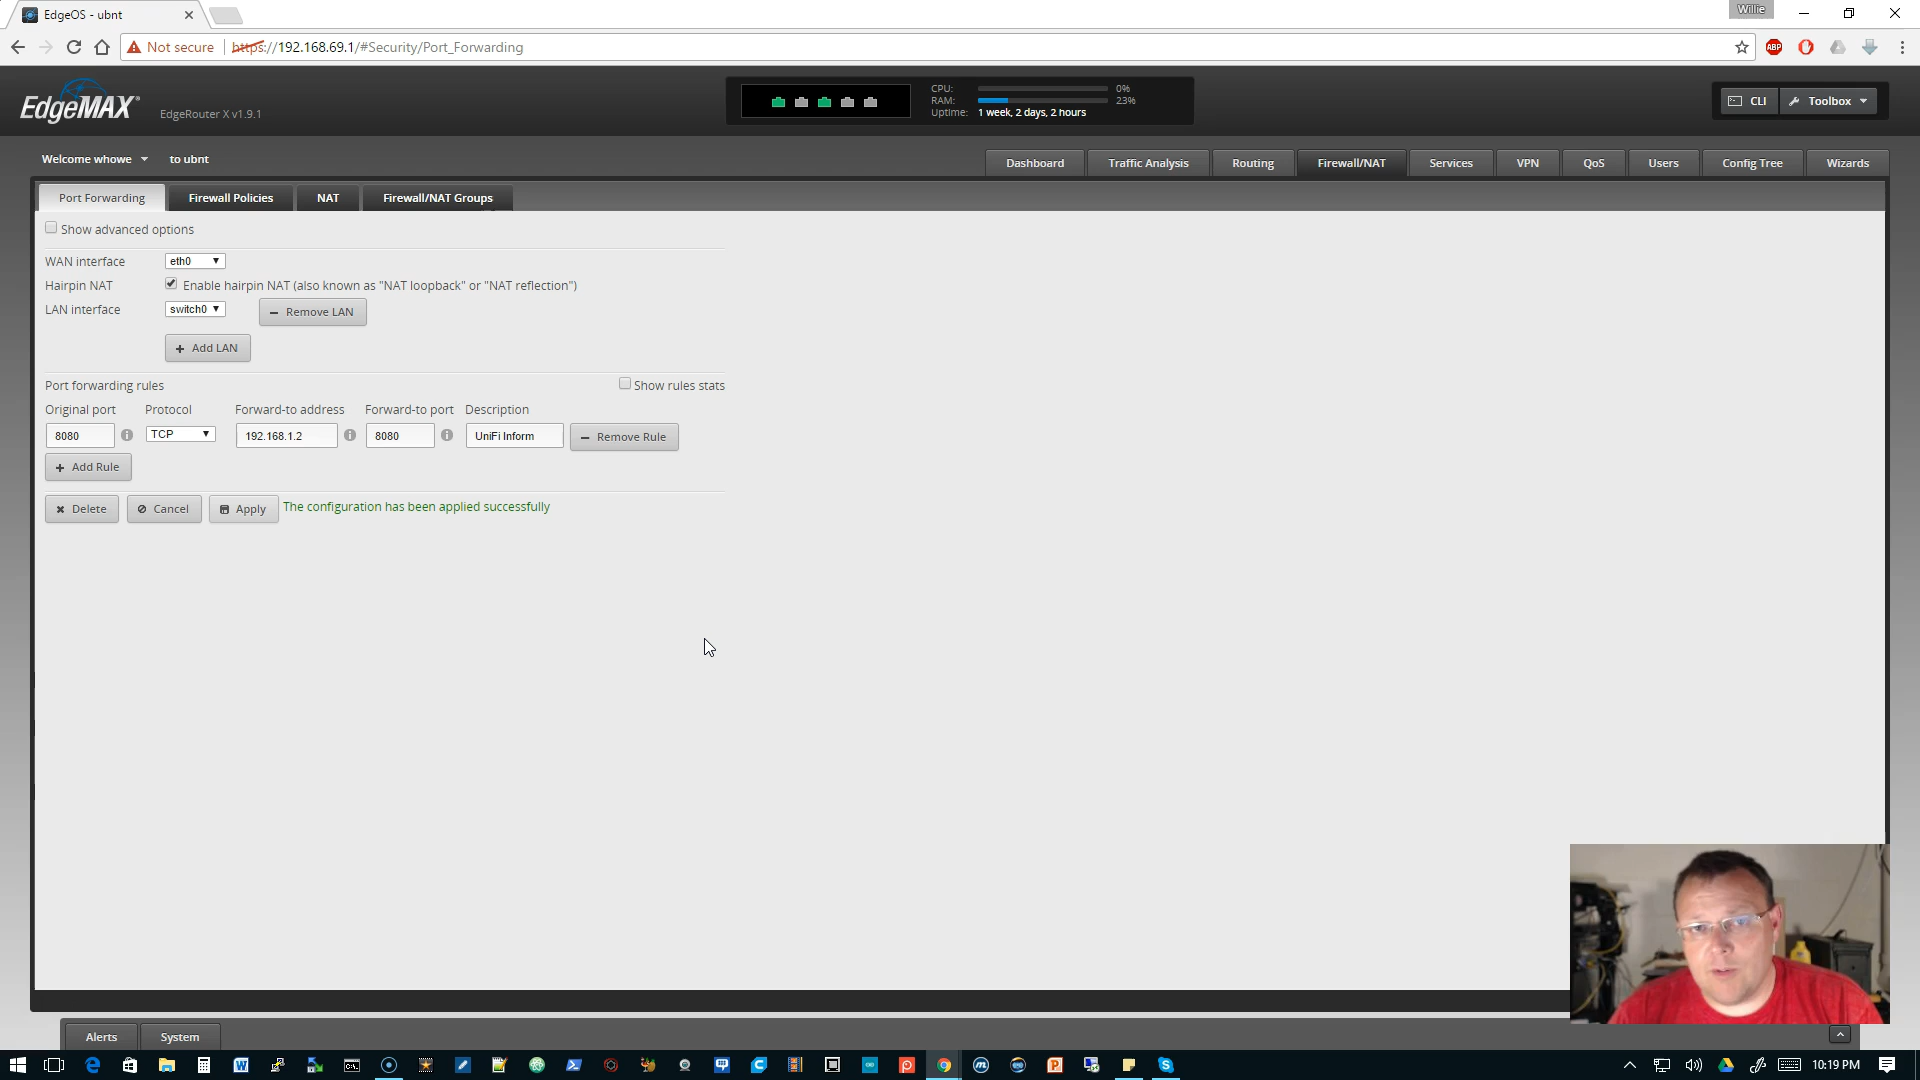 EdgeOS - ubnt
Willie
Not secure
https://192.168.69.1/#Security/Port_Forwarding
ABP
EdgeMAX
EdgeRouter X v1.9.1
CPU: 0%
RAM: 23%
Uptime: 1 week, 2 days, 2 hours
CLI
Toolbox
Welcome whowe to ubnt
Dashboard
Traffic Analysis
Routing
Firewall/NAT
Services
VPN
QoS
Users
Config Tree
Wizards
Port Forwarding
Firewall Policies
NAT
Firewall/NAT Groups
Show advanced options
WAN interface eth0
Hairpin NAT Enable hairpin NAT (also known as "NAT loopback" or "NAT reflection")
LAN interface switch0 Remove LAN
+ Add LAN
Port forwarding rules Show rules stats
Original port Protocol Forward-to address Forward-to port Description
8080 TCP 192.168.1.2 8080 UniFi Inform Remove Rule
+ Add Rule
Delete Cancel Apply The configuration has been applied successfully
Alerts
System
10:19 PM